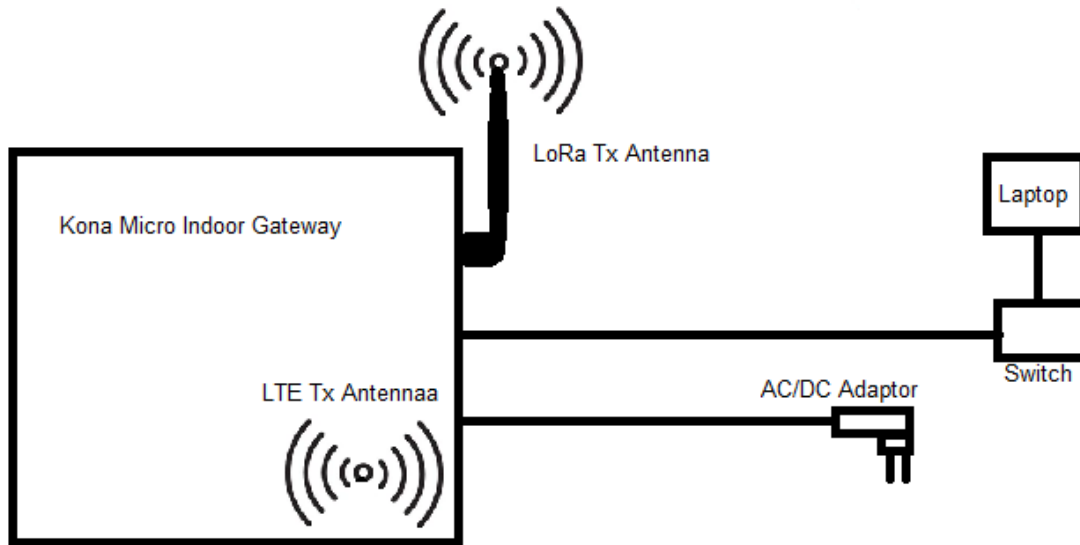 LoRa Tx Antenna
Kona Micro Indoor Gateway
Laptop
Switch
LTE Tx Antennaa
AC/DC Adaptor